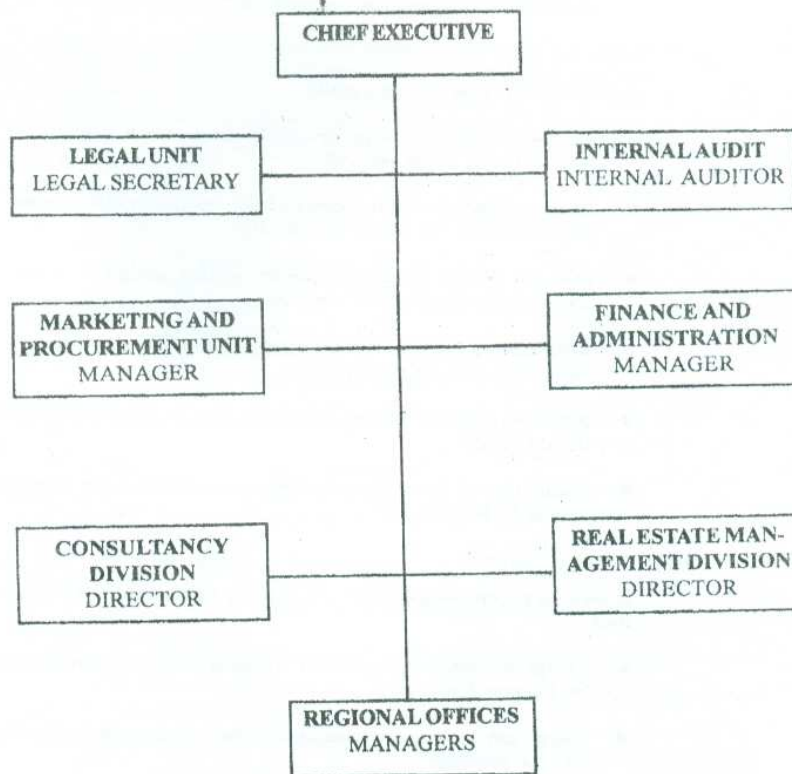 CHIEF EXECUTIVE
LEGAL UNIT
LEGAL SECRETARY
INTERNAL AUDIT
INTERNAL AUDITOR
MARKETING AND
PROCUREMENT UNIT
MANAGER
FINANCE AND
ADMINISTRATION
MANAGER
CONSULTANCY
DIVISION
DIRECTOR
REAL ESTATE MAN-
AGEMENT DIVISION
DIRECTOR
REGIONAL OFFICES
MANAGERS